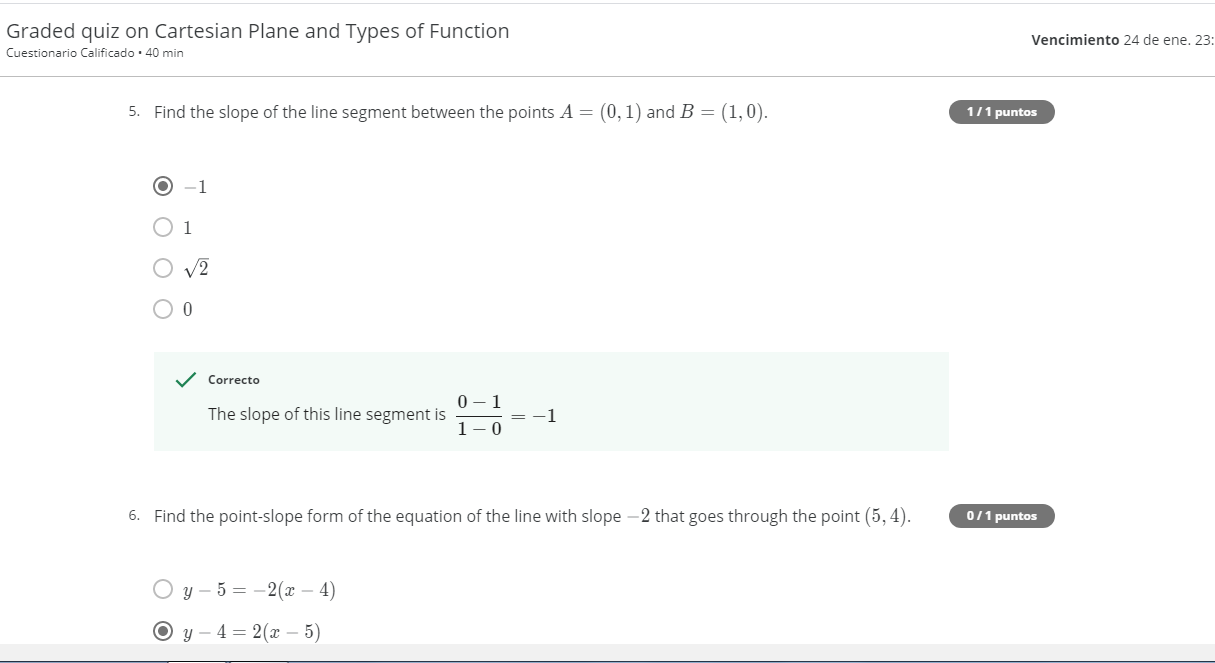 Graded quiz on Cartesian Plane and Types of Function
Cuestionario Calificado • 40 min
Vencimiento 24 de ene. 23:
5. Find the slope of the line segment between the points A = (0, 1) and B = (1, 0).
1 / 1 puntos
−1
1
√2
0
Correcto
The slope of this line segment is \frac{0 − 1}{1 − 0} = −1
6. Find the point-slope form of the equation of the line with slope −2 that goes through the point (5, 4).
0 / 1 puntos
y − 5 = −2(x − 4)
y − 4 = 2(x − 5)